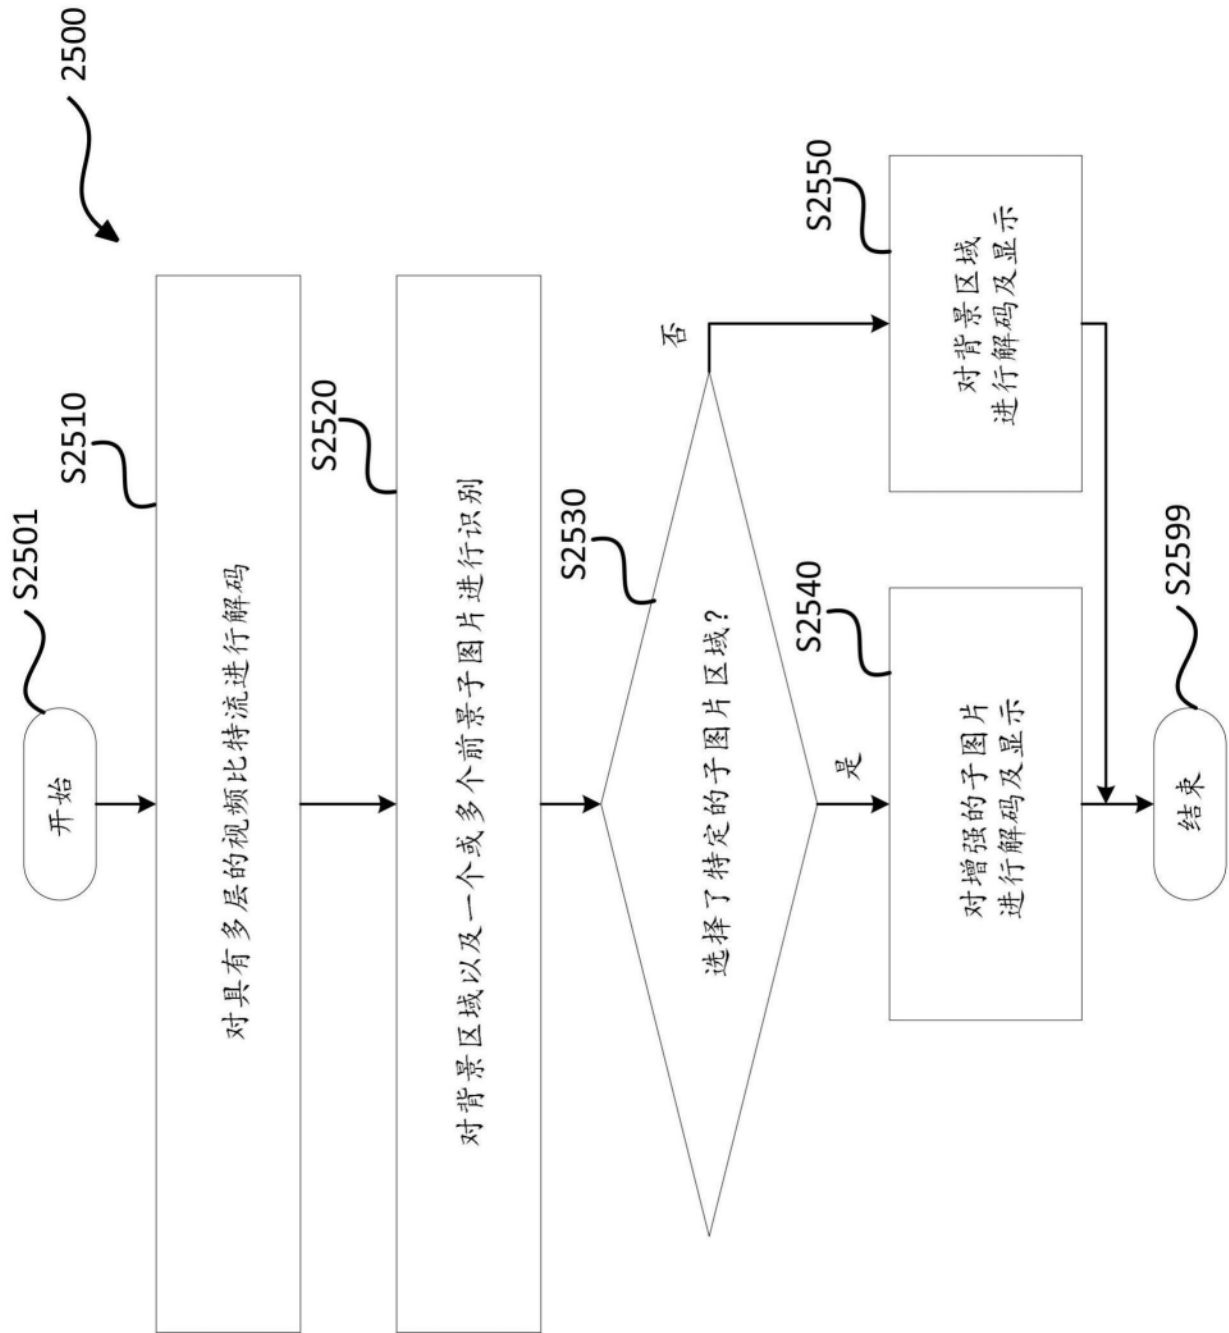 2500
S2501
开始
S2510
对具有多层的视频比特流进行解码
S2520
对背景区域以及一个或多个前景子图片进行识别
S2530
选择了特定的子图片区域？
否
是
S2540
对增强的子图片
进行解码及显示
S2550
对背景区域
进行解码及显示
S2599
结束